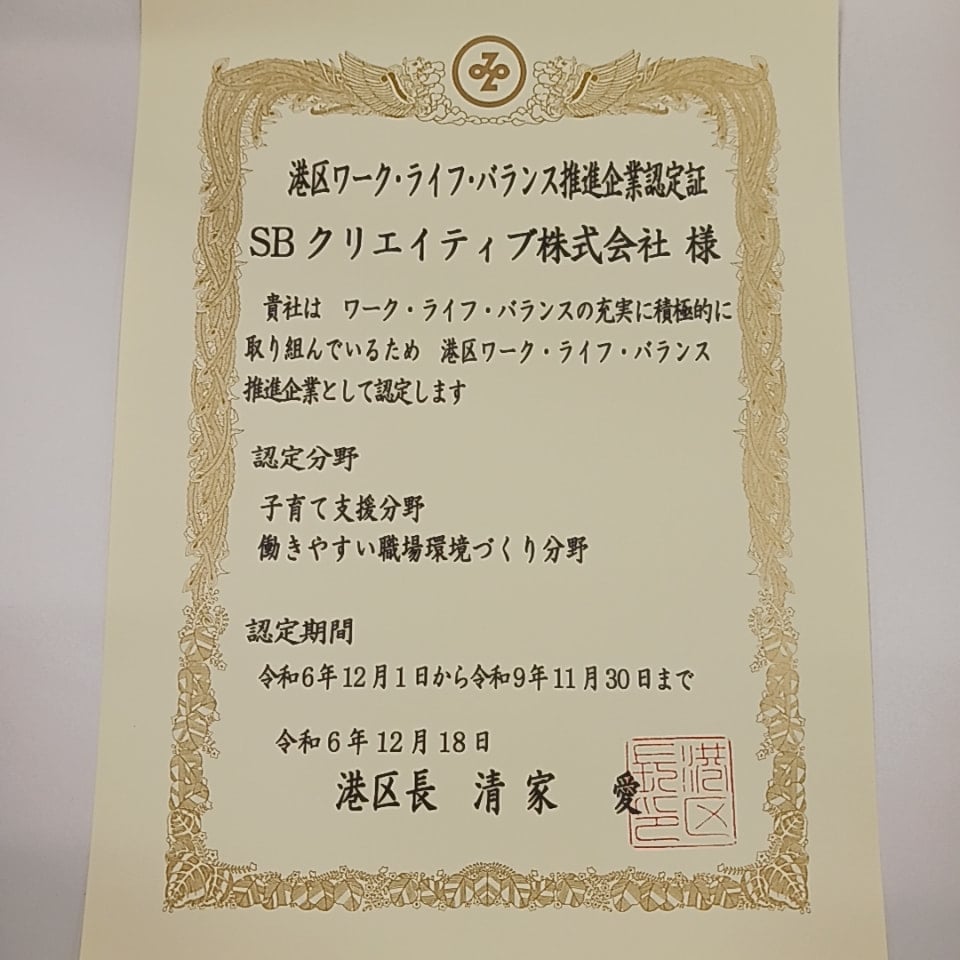 港区ワーク・ライフ・バランス推進企業認定証
SBクリエイティブ株式会社 様
貴社は ワーク・ライフ・バランスの充実に積極的に
取り組んでいるため 港区ワーク・ライフ・バランス
推進企業として認定します
認定分野
子育て支援分野
働きやすい職場環境づくり分野
認定期間
令和6年12月1日から令和9年11月30日まで
令和6年12月18日
港区長 清家 愛
港区
長印